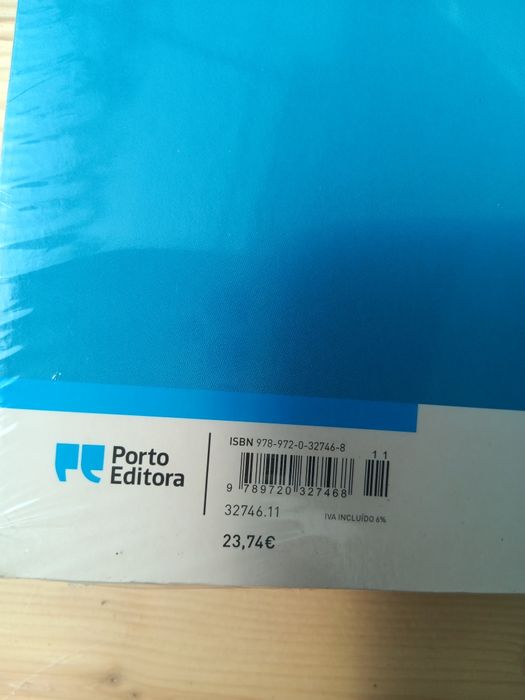 Porto
Editora
ISBN 978-972-0-32746-8
11
9 789720 327468
32746.11
IVA INCLUÍDO 6%
23,74€